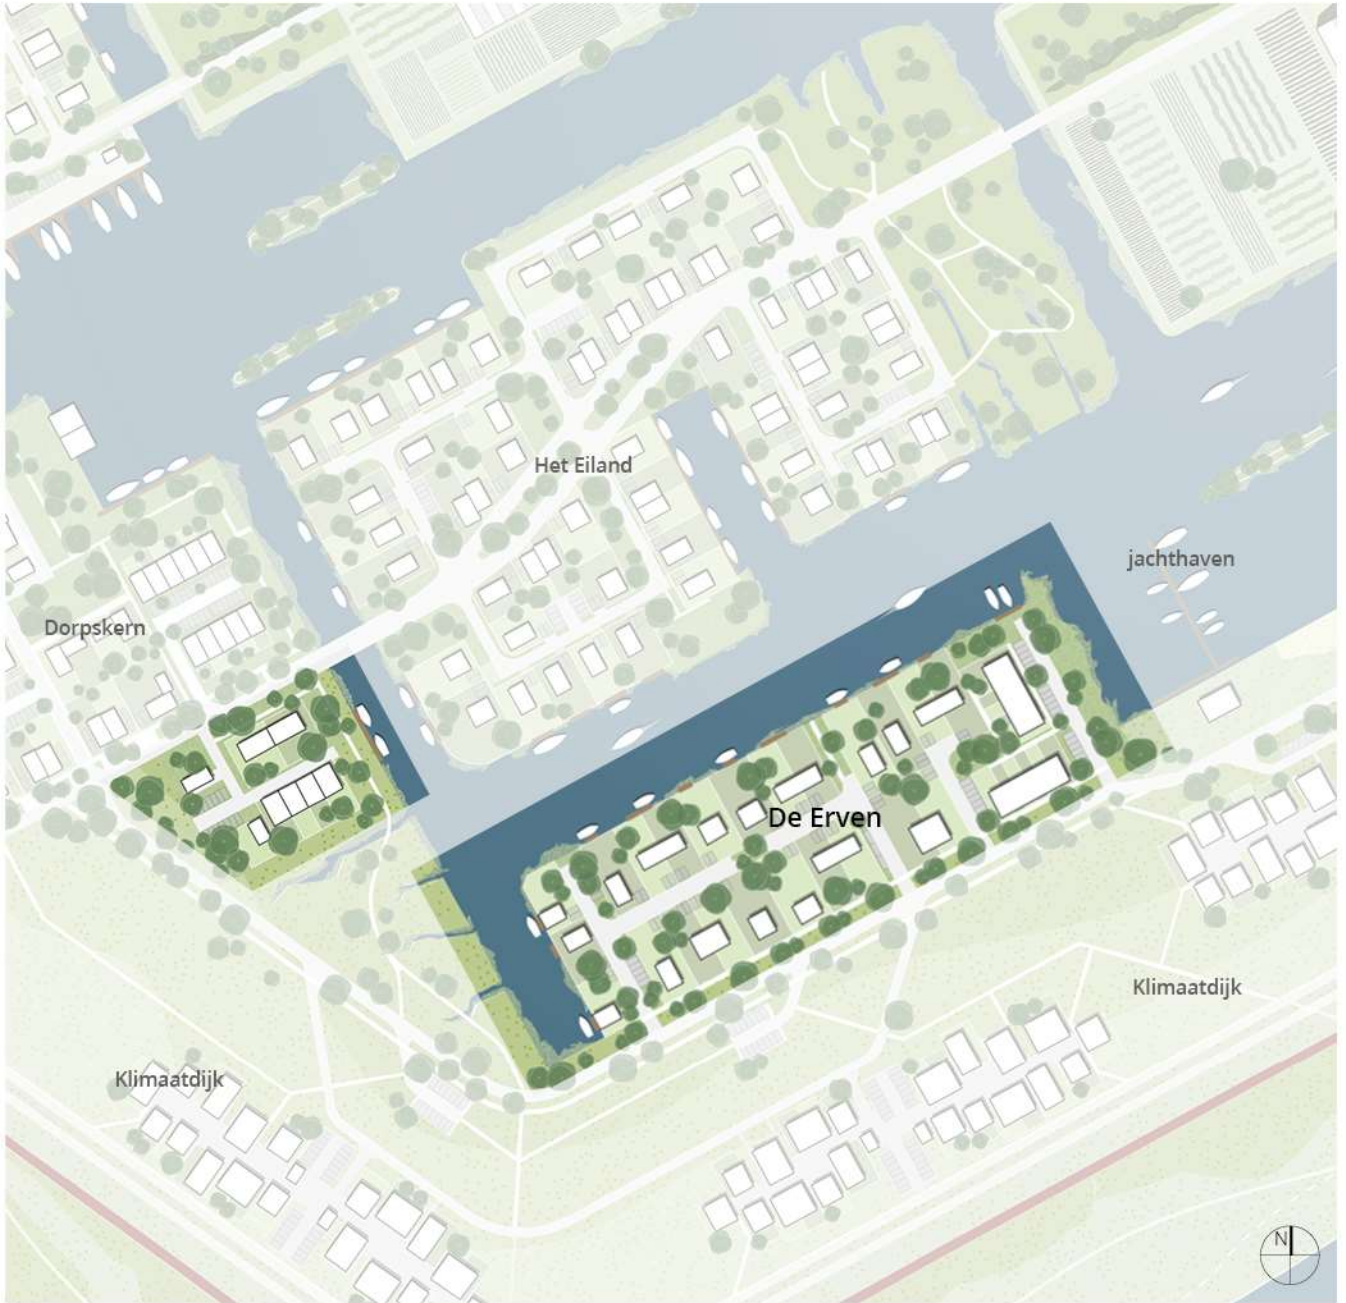 Het Eiland
jachthaven
Dorpskern
De Erven
Klimaatdijk
Klimaatdijk
N